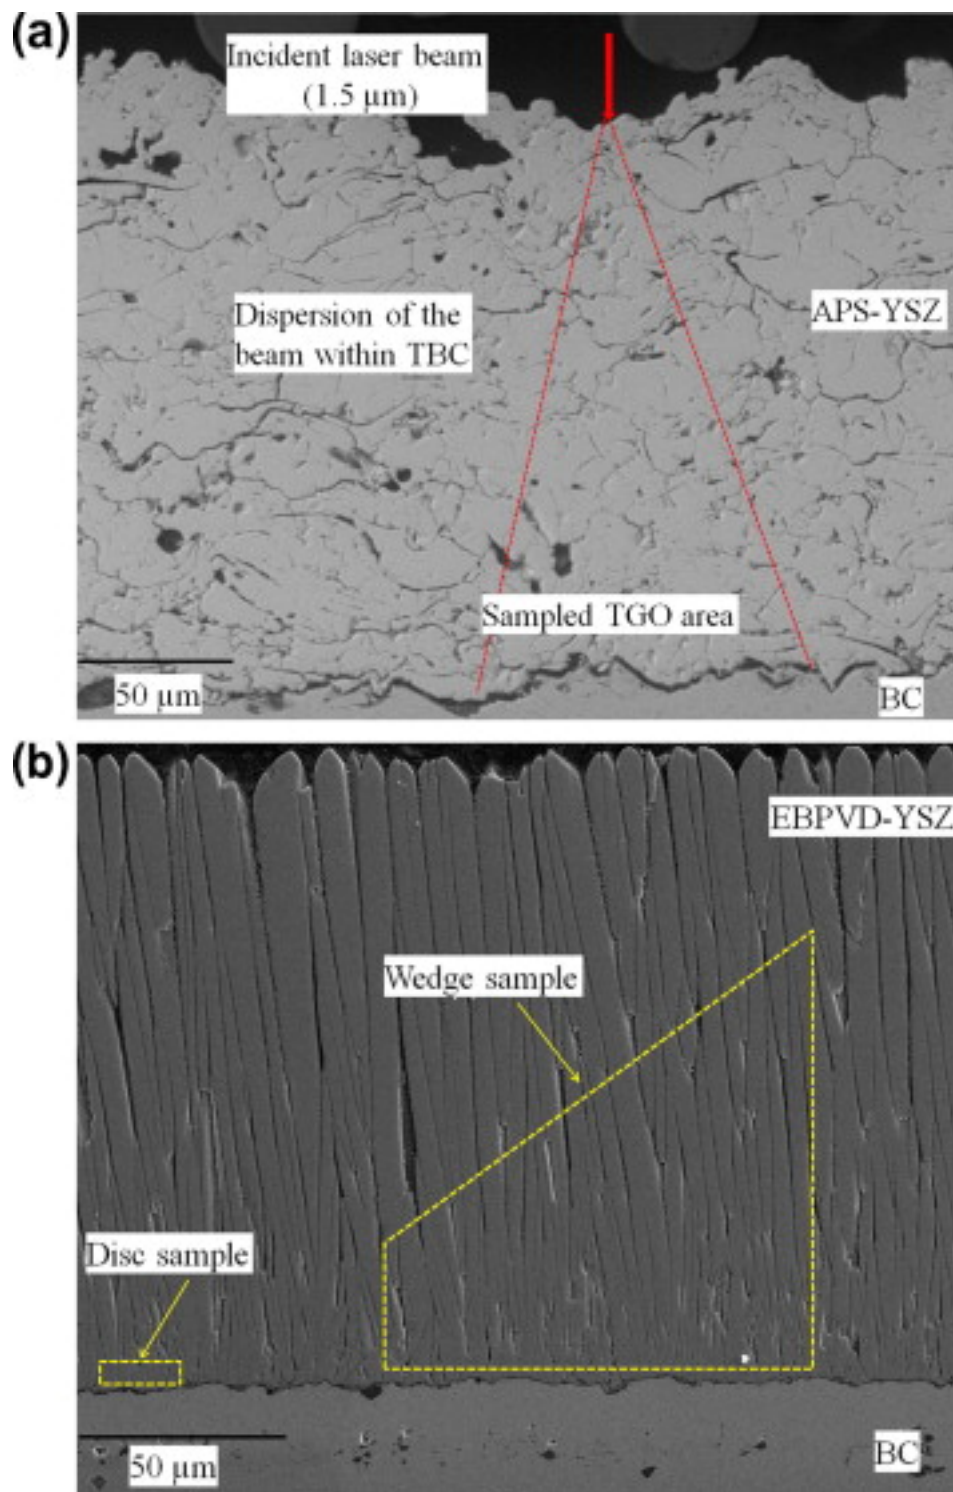 (a)
Incident laser beam
(1.5 µm)
Dispersion of the
beam within TBC
APS-YSZ
Sampled TGO area
50 µm
BC
(b)
EBPVD-YSZ
Wedge sample
Disc sample
50 µm
BC